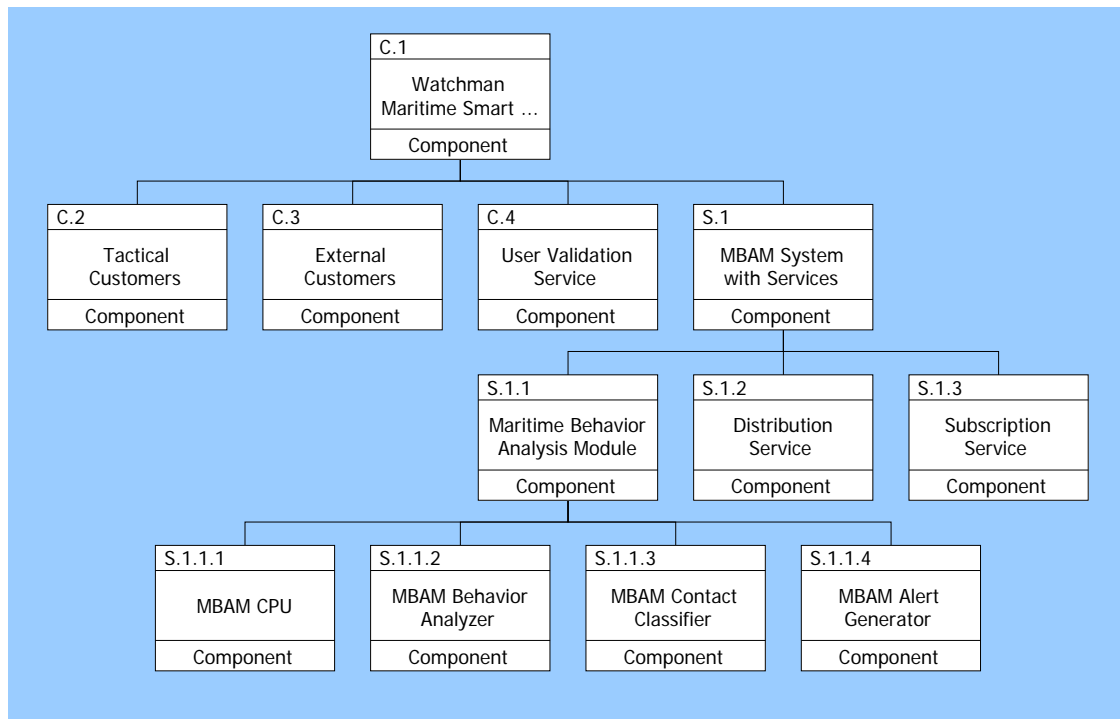 C.1
Watchman
Maritime Smart ...
Component
C.2
Tactical
Customers
Component
C.3
External
Customers
Component
C.4
User Validation
Service
Component
S.1
MBAM System
with Services
Component
S.1.1
Maritime Behavior
Analysis Module
Component
S.1.2
Distribution
Service
Component
S.1.3
Subscription
Service
Component
S.1.1.1
MBAM CPU
Component
S.1.1.2
MBAM Behavior
Analyzer
Component
S.1.1.3
MBAM Contact
Classifier
Component
S.1.1.4
MBAM Alert
Generator
Component